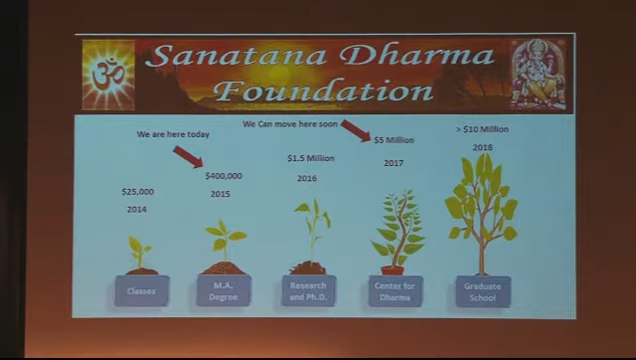 Sanatana Dharma
Foundation
We Can move here soon
We are here today
$25,000
2014
$400,000
2015
$1.5 Million
2016
$5 Million
2017
> $10 Million
2018
Classes
M.A.
Degree
Research
and Ph.D.
Center for
Dharma
Graduate
School
ॐ